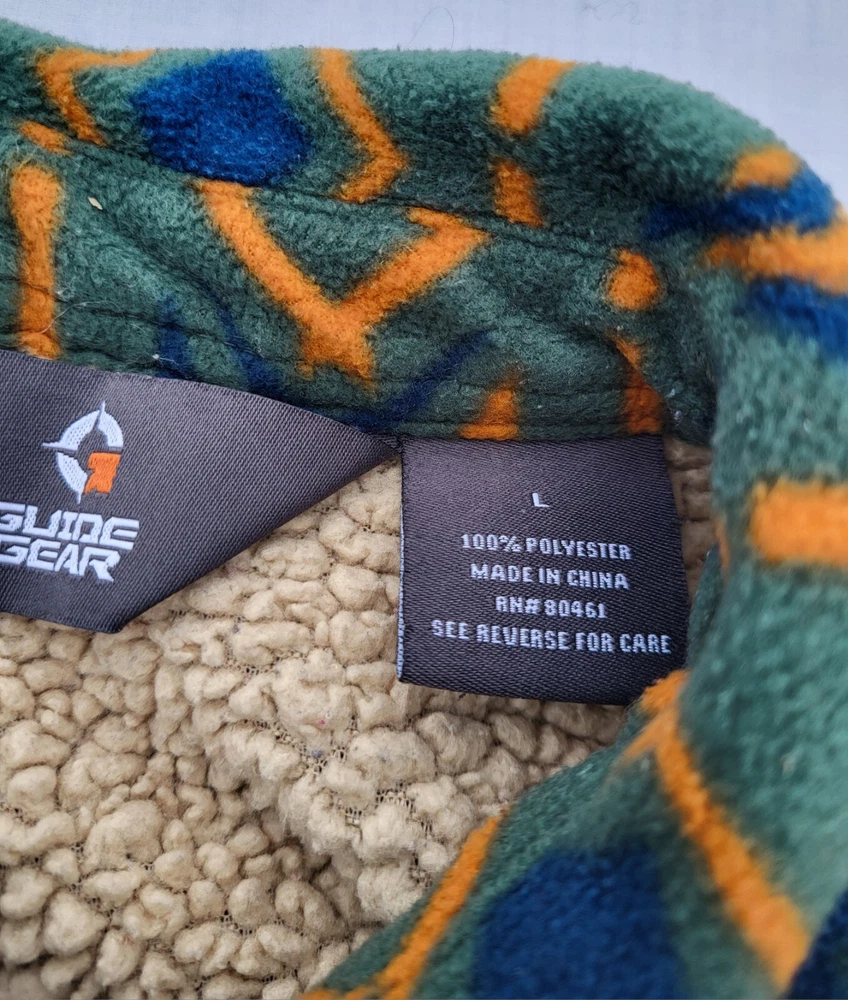 GUIDE
GEAR
L
100% POLYESTER
MADE IN CHINA
RN# 80461
SEE REVERSE FOR CARE